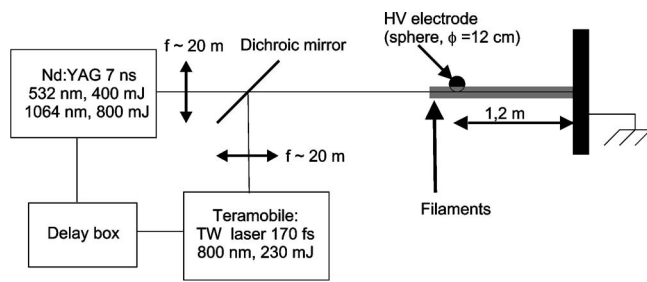 f ~ 20 m
Dichroic mirror
HV electrode
(sphere, ϕ =12 cm)
Nd:YAG 7 ns
532 nm, 400 mJ
1064 nm, 800 mJ
1,2 m
f ~ 20 m
Filaments
Delay box
Teramobile:
TW laser 170 fs
800 nm, 230 mJ